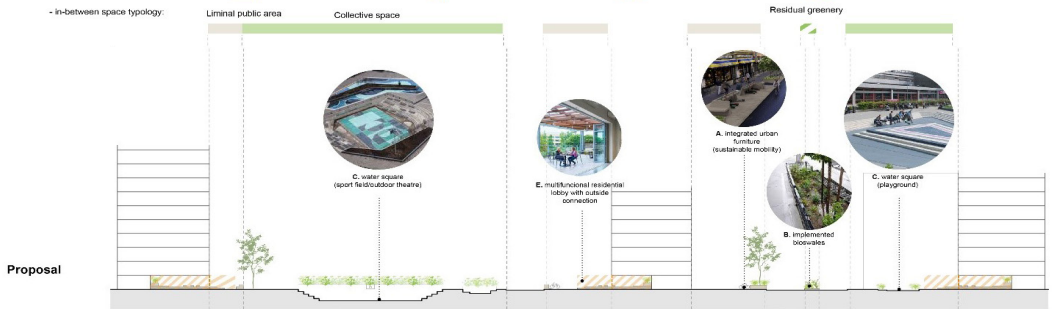 - in-between space typology:
Liminal public area
Collective space
Residual greenery
C. water square
(sport field/outdoor theatre)
E. multifuncional residential
lobby with outside
connection
A. integrated urban
furniture
(sustainable mobility)
B. implemented
bioswales
C. water square
(playground)
Proposal